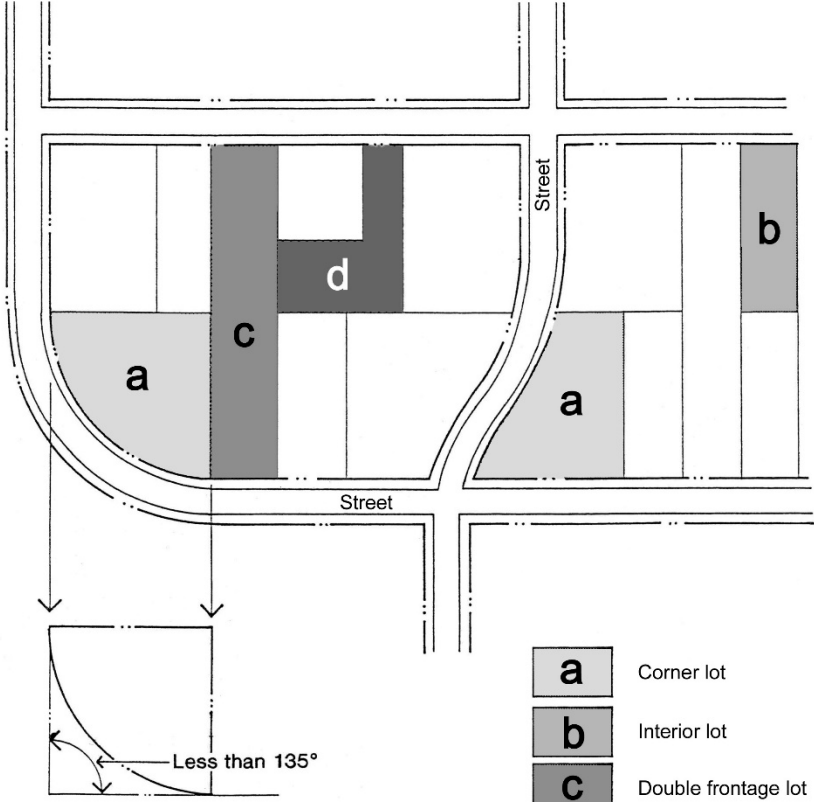 Street
b
d
c
a
a
Street
Less than 135°
a Corner lot
b Interior lot
c Double frontage lot